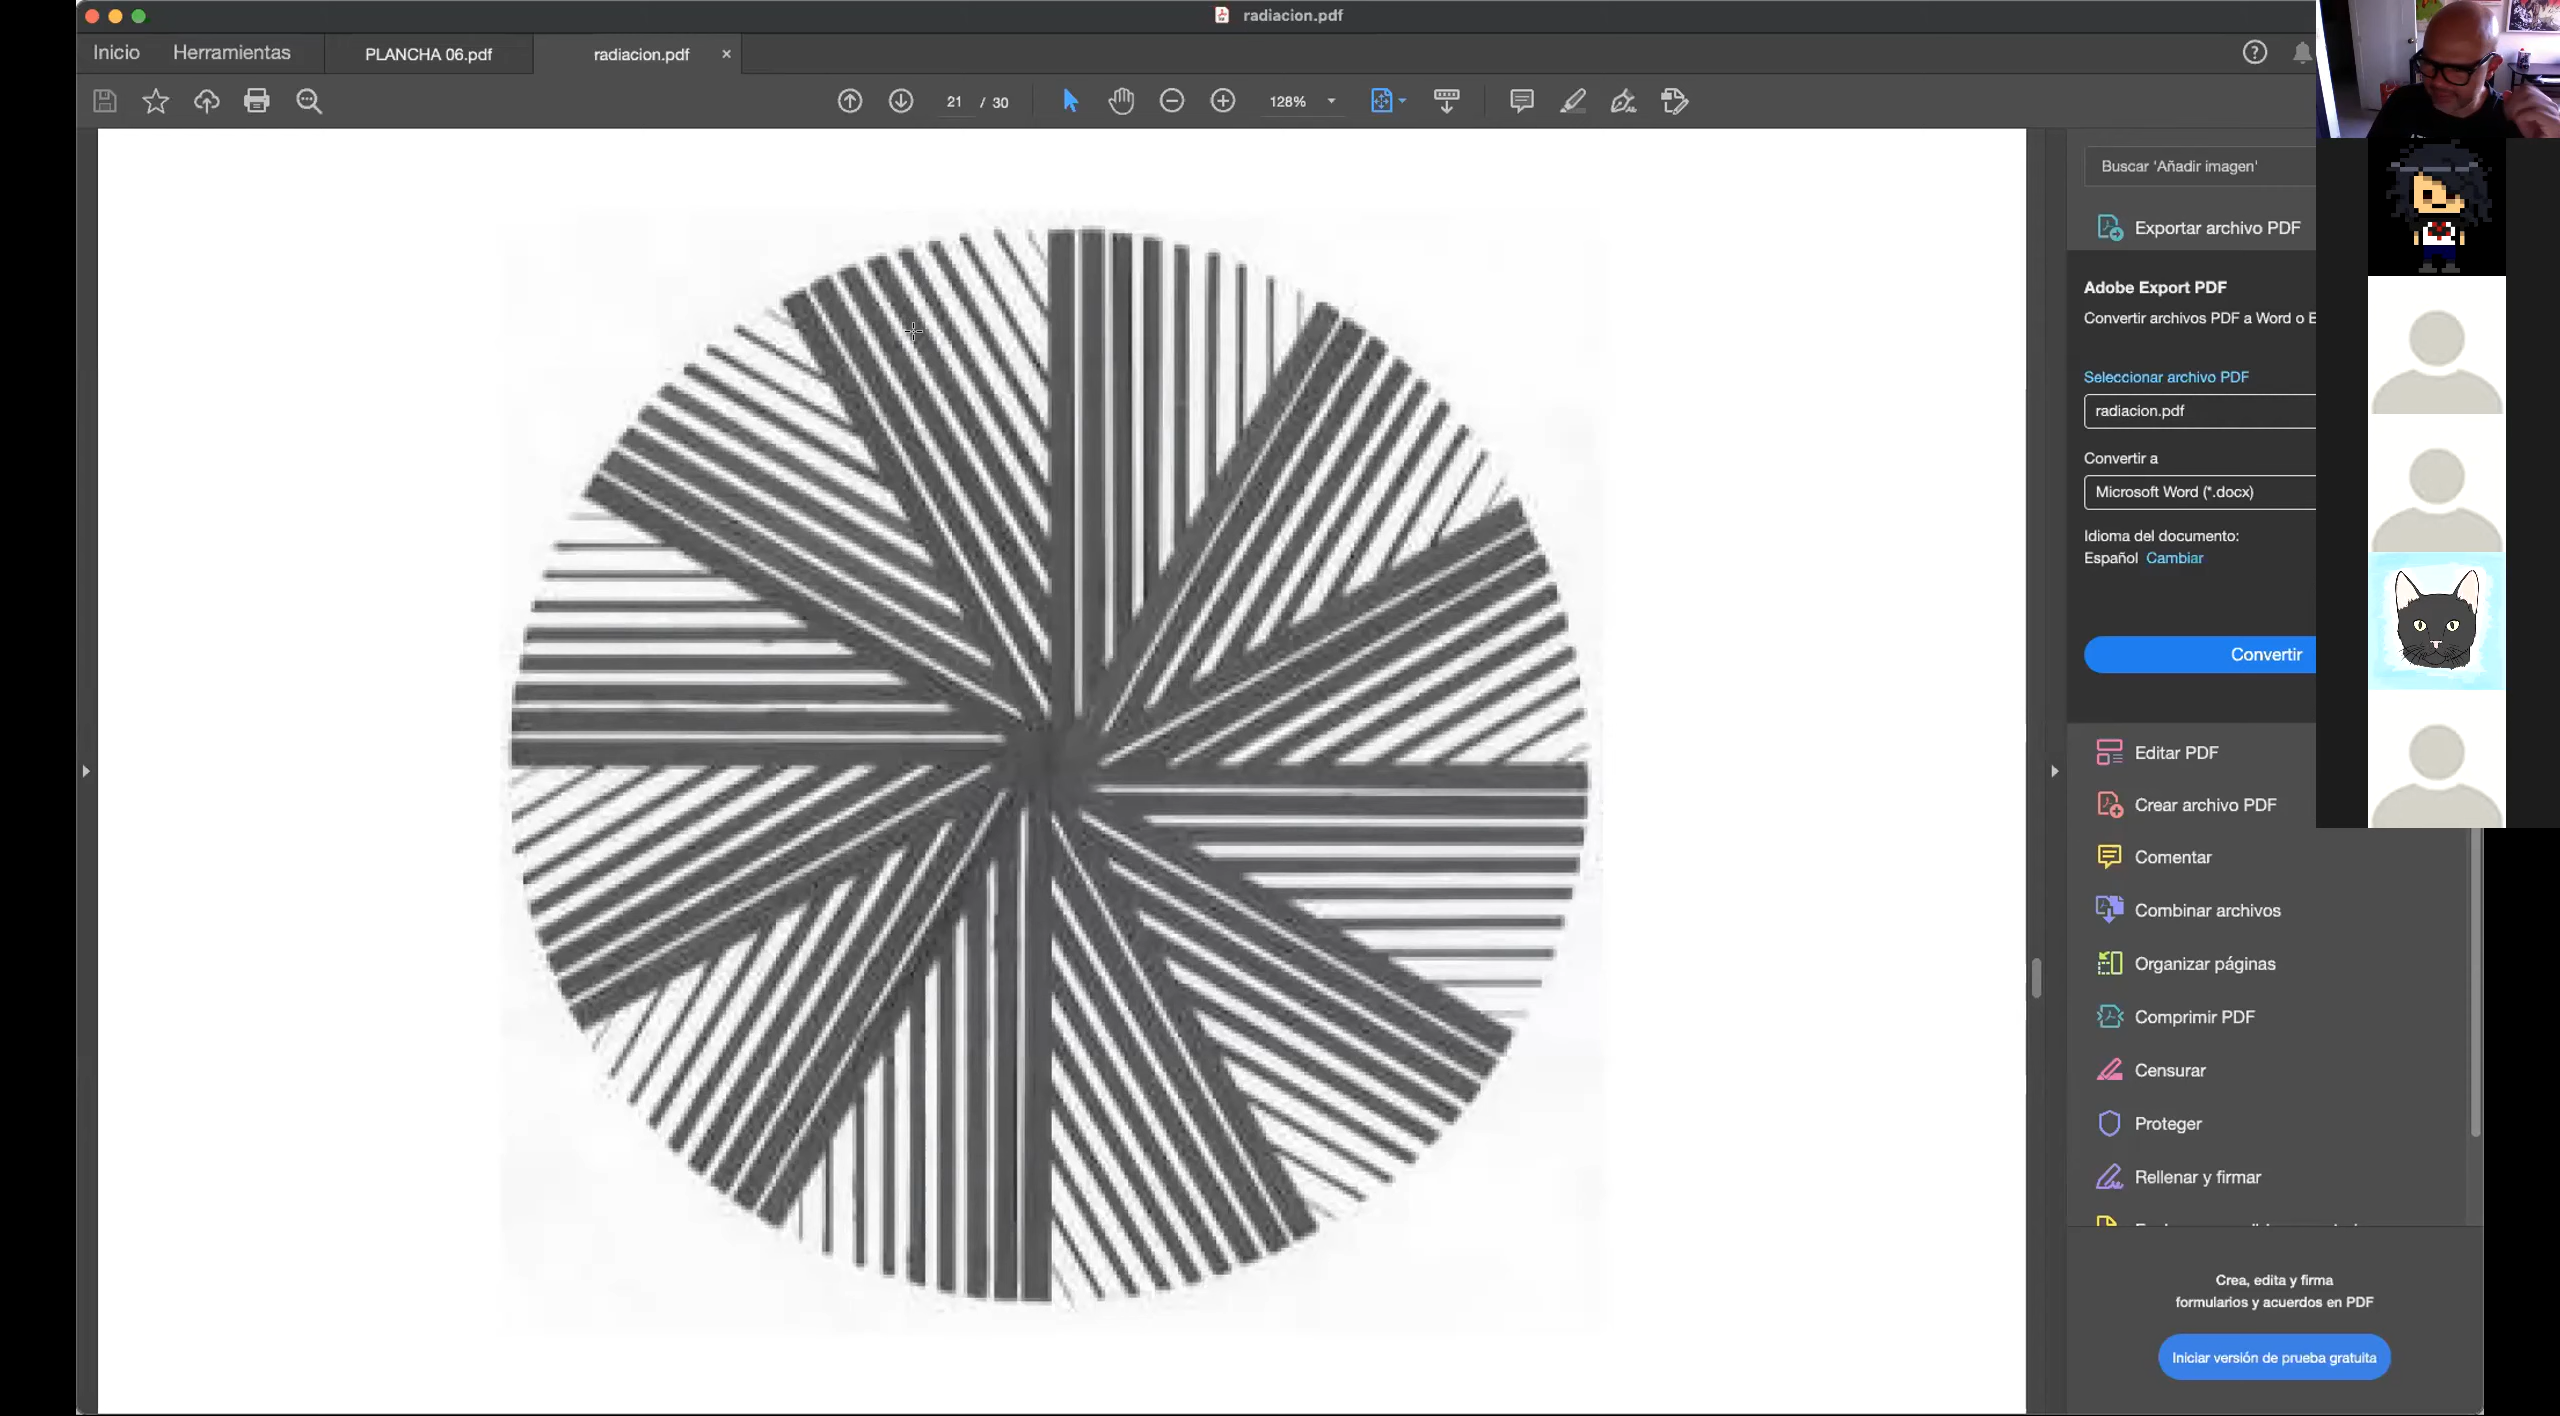 radiacion.pdf
Inicio
Herramientas
PLANCHA 06.pdf
radiacion.pdf
21 / 30
128%
Buscar 'Añadir imagen'
Exportar archivo PDF
Adobe Export PDF
Convertir archivos PDF a Word o E
Seleccionar archivo PDF
radiacion.pdf
Convertir a
Microsoft Word (*.docx)
Idioma del documento:
Español Cambiar
Convertir
Editar PDF
Crear archivo PDF
Comentar
Combinar archivos
Organizar páginas
Comprimir PDF
Censurar
Proteger
Rellenar y firmar
Crea, edita y firma
formularios y acuerdos en PDF
Iniciar versión de prueba gratuita